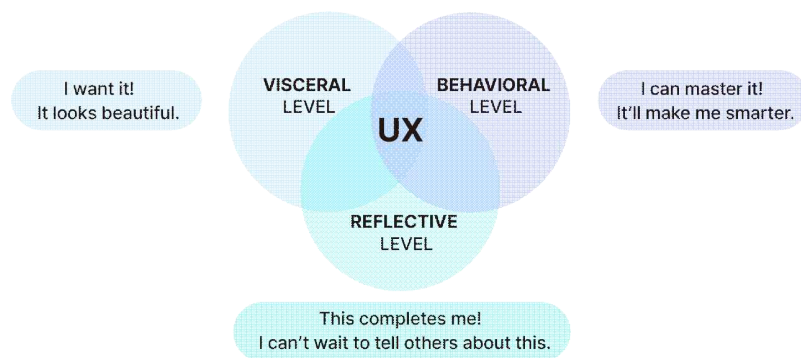 I want it!
It looks beautiful.
VISCERAL
LEVEL
BEHAVIORAL
LEVEL
UX
I can master it!
It'll make me smarter.
REFLECTIVE
LEVEL
This completes me!
I can't wait to tell others about this.